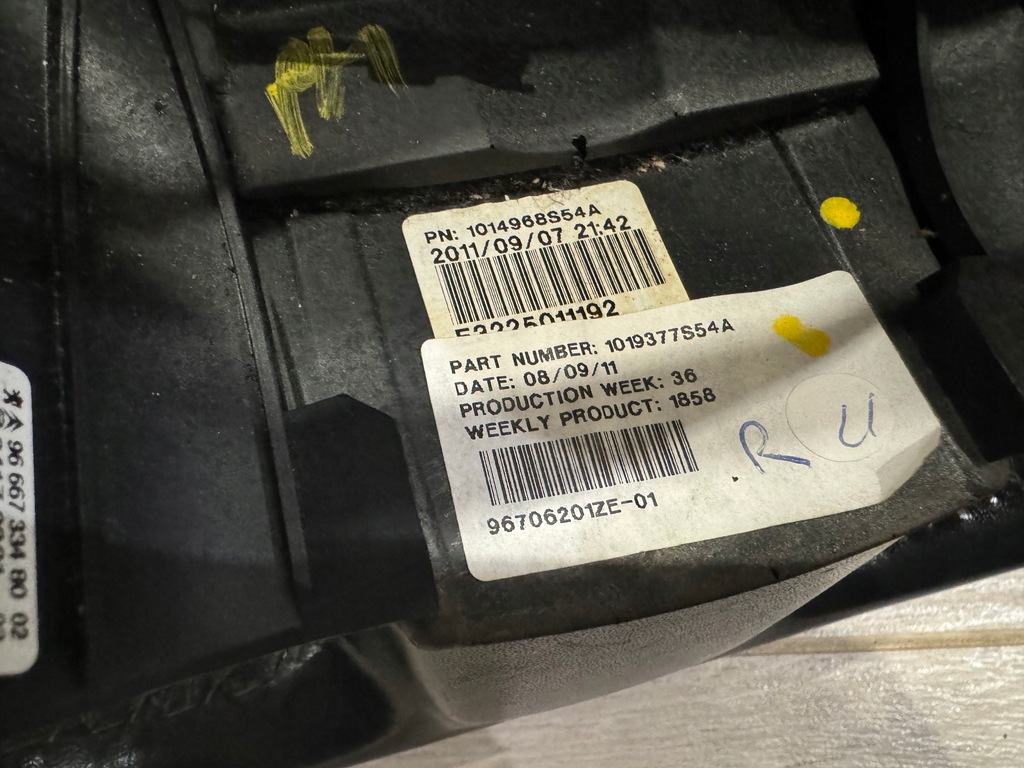 PN: 1014968S54A
2011/09/07 21:42
E3225011192
PART NUMBER: 1019377S54A
DATE: 08/09/11
PRODUCTION WEEK: 36
WEEKLY PRODUCT: 1858
96706201ZE-01
R U
96 667 334 80 02